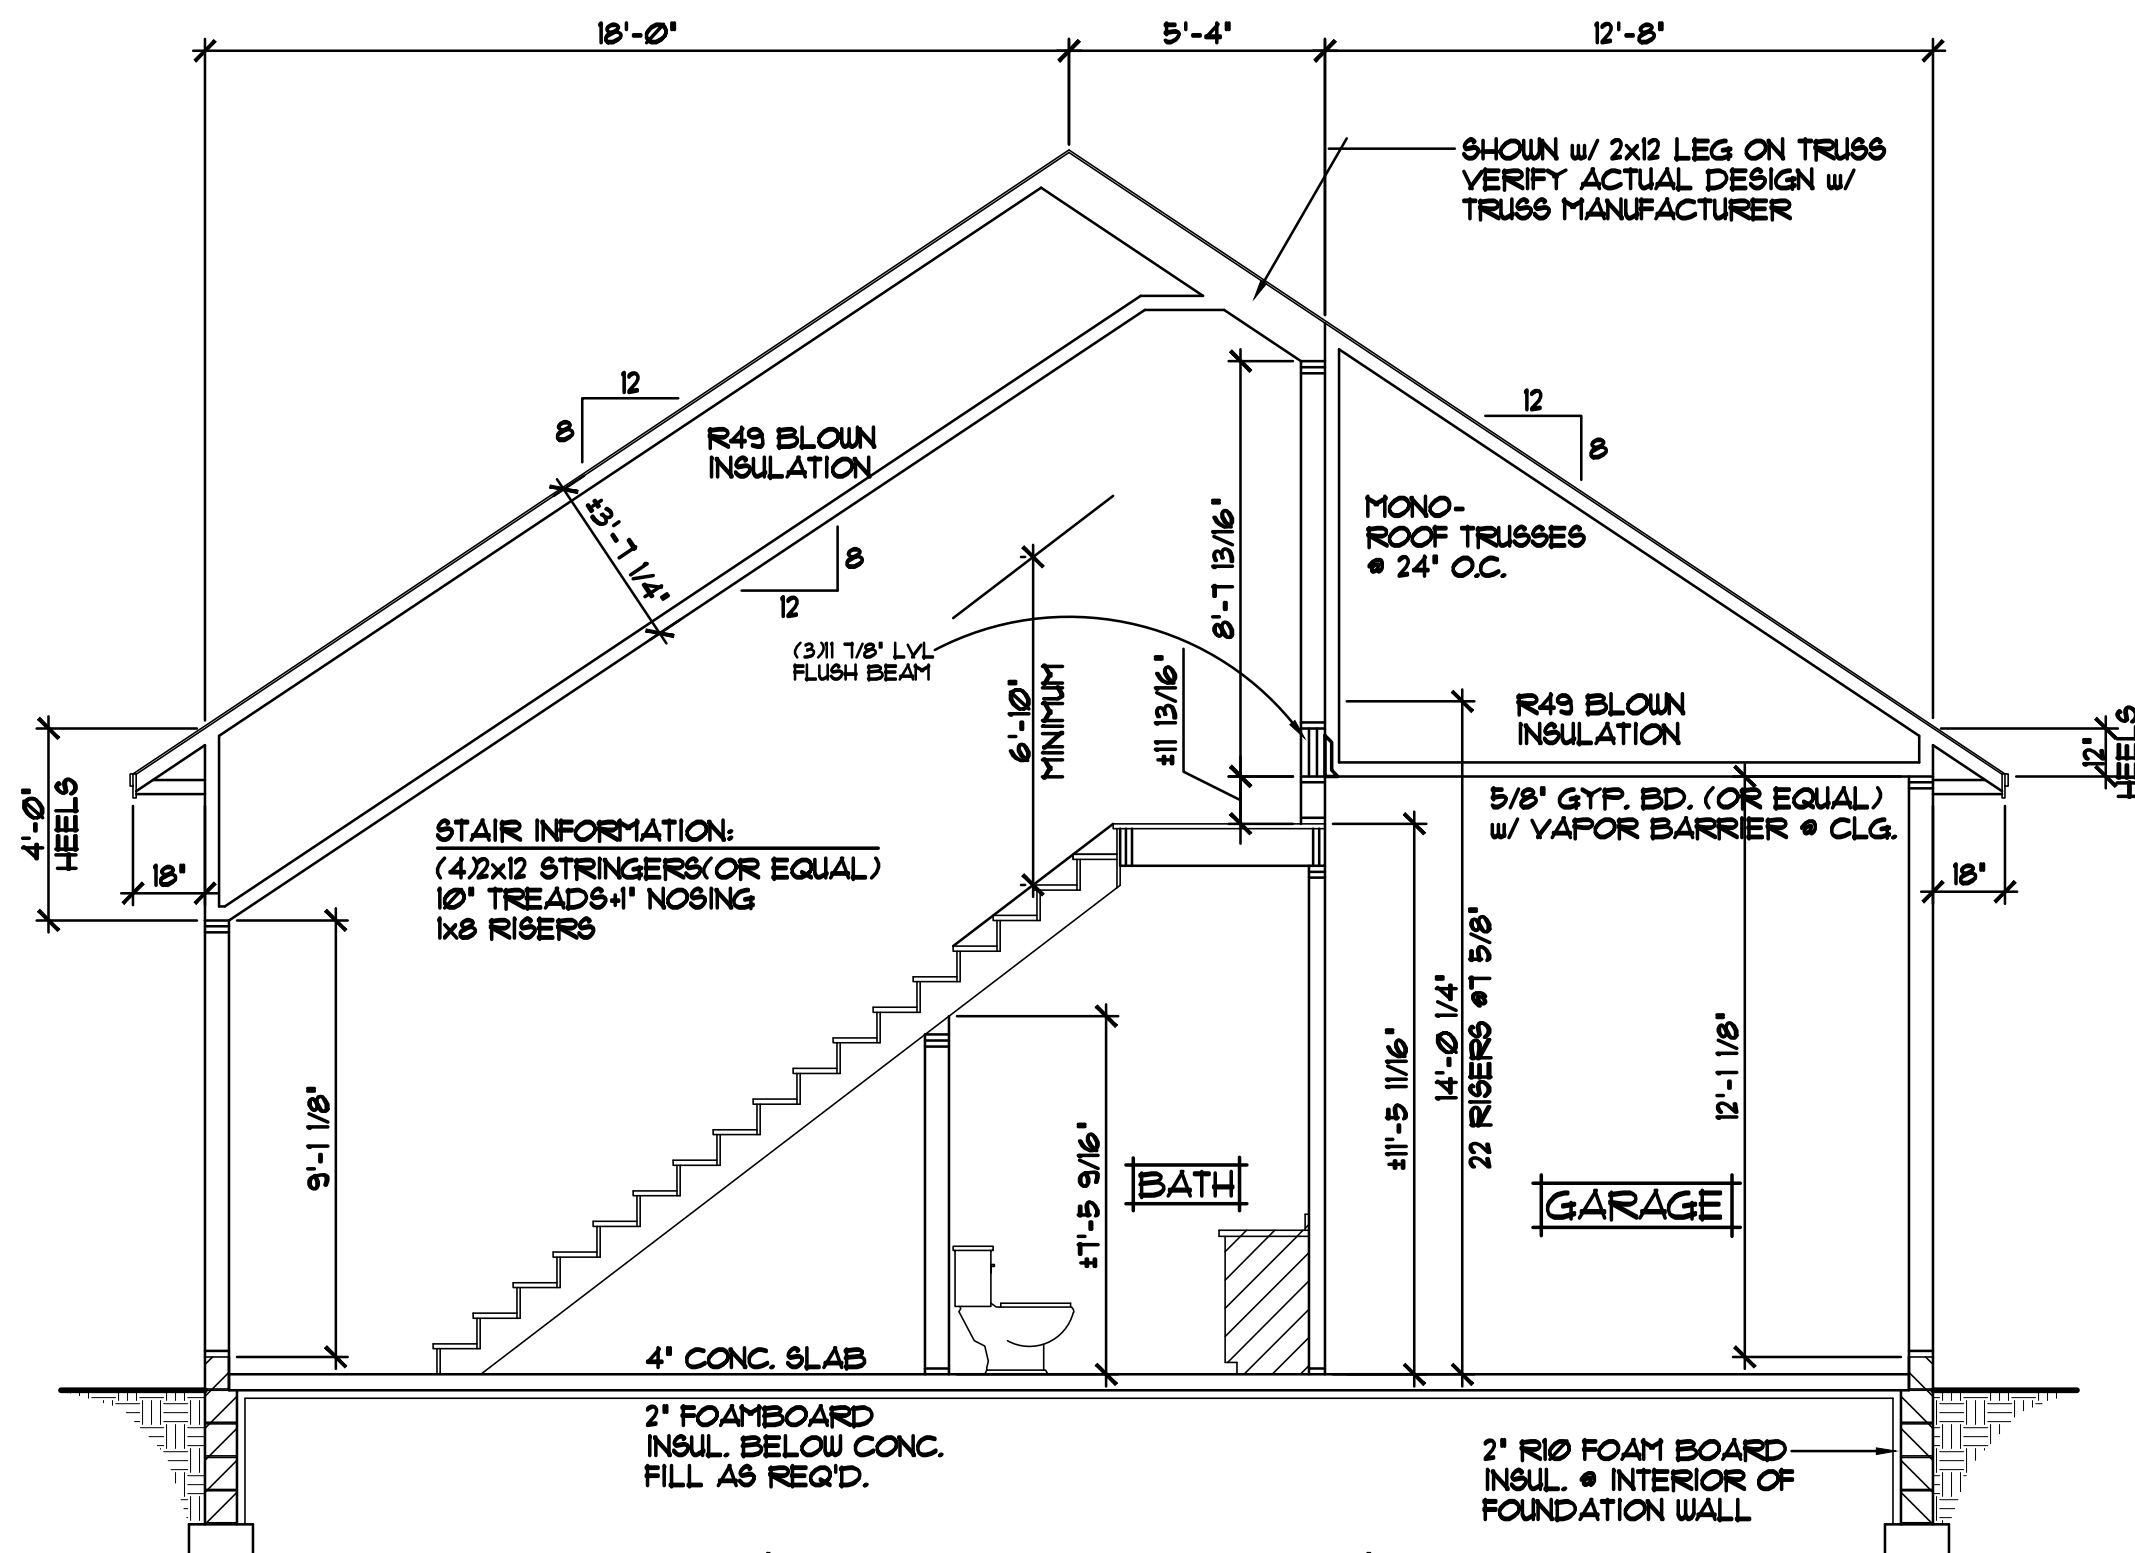 18'-0"
5'-4"
12'-8"
SHOWN w/ 2x12 LEG ON TRUSS
VERIFY ACTUAL DESIGN w/
TRUSS MANUFACTURER
12
8
12
8
R49 BLOWN
INSULATION
±3'-7 1/4"
8
12
MONO-
ROOF TRUSSES
@ 24" O.C.
8'-7 13/16"
(3)11 7/8" LVL
FLUSH BEAM
6'-10"
MINIMUM
±11 13/16"
R49 BLOWN
INSULATION
12"
HEELS
4'-0"
HEELS
5/8" GYP. BD. (OR EQUAL)
w/ VAPOR BARRIER @ CLG.
STAIR INFORMATION:
(4)2x12 STRINGERS(OR EQUAL)
10" TREADS+1" NOSING
1x8 RISERS
18"
18"
9'-1 1/8"
±7'-5 9/16"
BATH
±11'-5 11/16"
14'-0 1/4"
22 RISERS @7 5/8"
12'-1 1/8"
GARAGE
4" CONC. SLAB
2" FOAMBOARD
INSUL. BELOW CONC.
FILL AS REQ'D.
2" R10 FOAM BOARD
INSUL. @ INTERIOR OF
FOUNDATION WALL